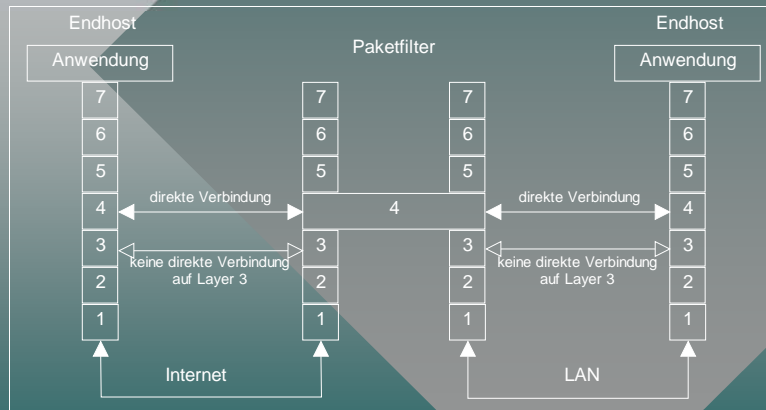 Endhost
Endhost
Paketfilter
Anwendung
Anwendung
7 7 7 7
6 6 6 6
5 5 5 5
direkte Verbindung
direkte Verbindung
4 4 4
3 3 3 3
keine direkte Verbindung
auf Layer 3
keine direkte Verbindung
auf Layer 3
2 2 2 2
1 1 1 1
Internet
LAN